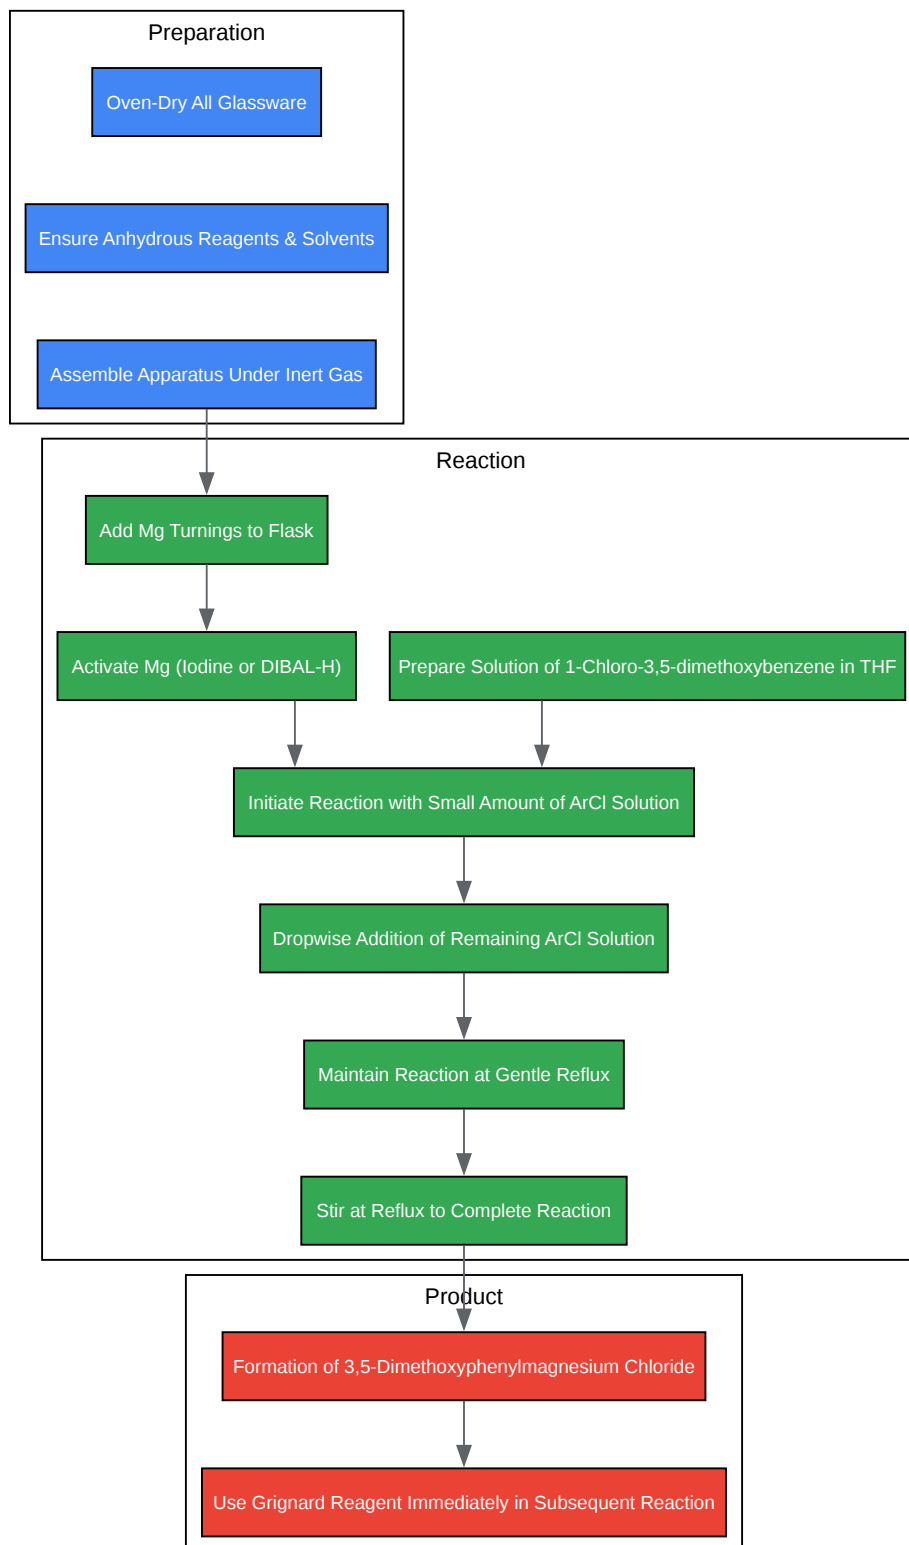 Preparation
Oven-Dry All Glassware
Ensure Anhydrous Reagents & Solvents
Assemble Apparatus Under Inert Gas
Reaction
Add Mg Turnings to Flask
Activate Mg (Iodine or DIBAL-H)
Prepare Solution of 1-Chloro-3,5-dimethoxybenzene in THF
Initiate Reaction with Small Amount of ArCl Solution
Dropwise Addition of Remaining ArCl Solution
Maintain Reaction at Gentle Reflux
Stir at Reflux to Complete Reaction
Product
Formation of 3,5-Dimethoxyphenylmagnesium Chloride
Use Grignard Reagent Immediately in Subsequent Reaction